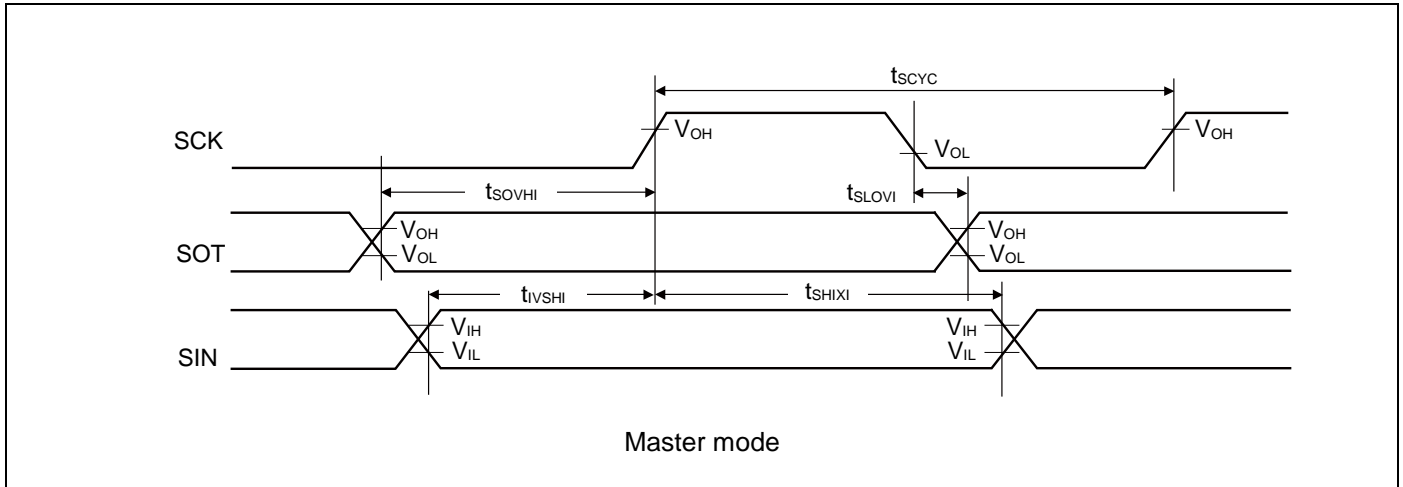 tSCYC
SCK
VOH
VOL
VOH
tSOVHI
tSLOVI
SOT
VOH
VOL
VOH
VOL
tIVSHI
tSHIXI
SIN
VIH
VIL
VIH
VIL
Master mode